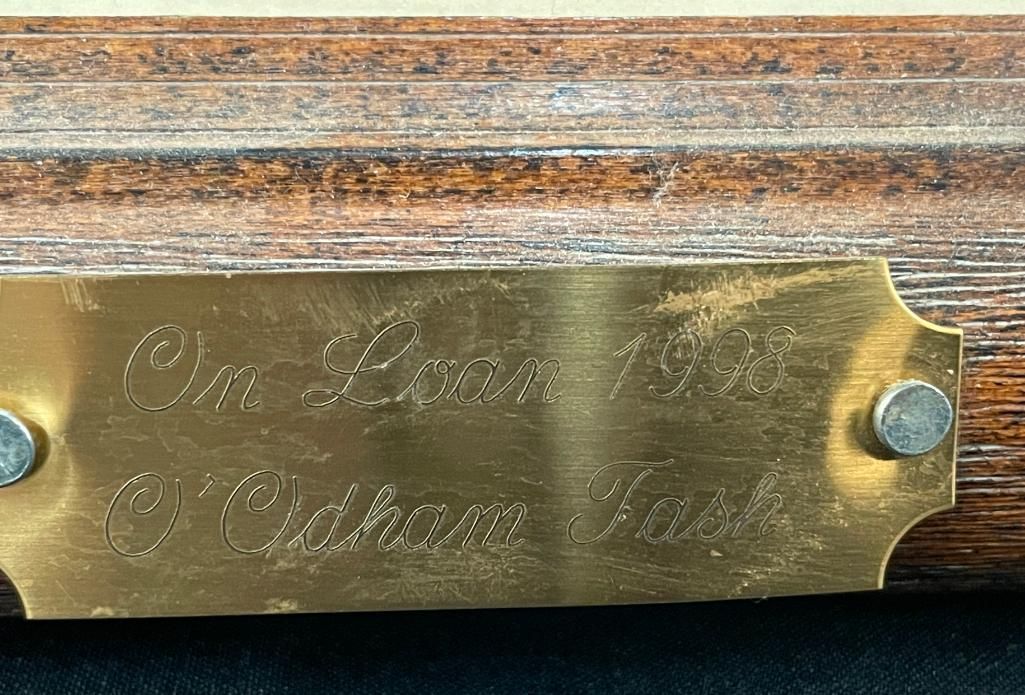 On Loan 1998
O'Odham Tash